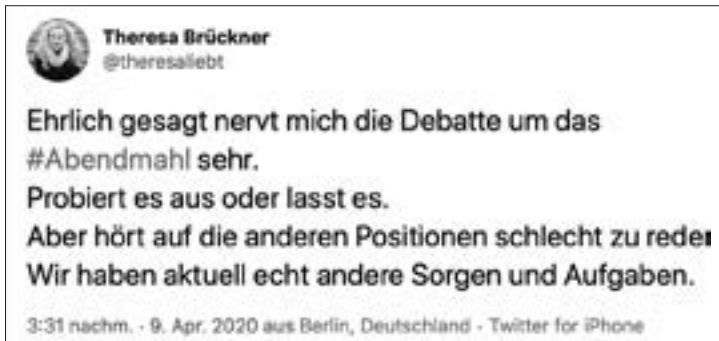 Theresa Brückner
@theresaliebt
Ehrlich gesagt nervt mich die Debatte um das
#Abendmahl sehr.
Probiert es aus oder lasst es.
Aber hört auf die anderen Positionen schlecht zu reden
Wir haben aktuell echt andere Sorgen und Aufgaben.
3:31 nachm. · 9. Apr. 2020 aus Berlin, Deutschland · Twitter for iPhone